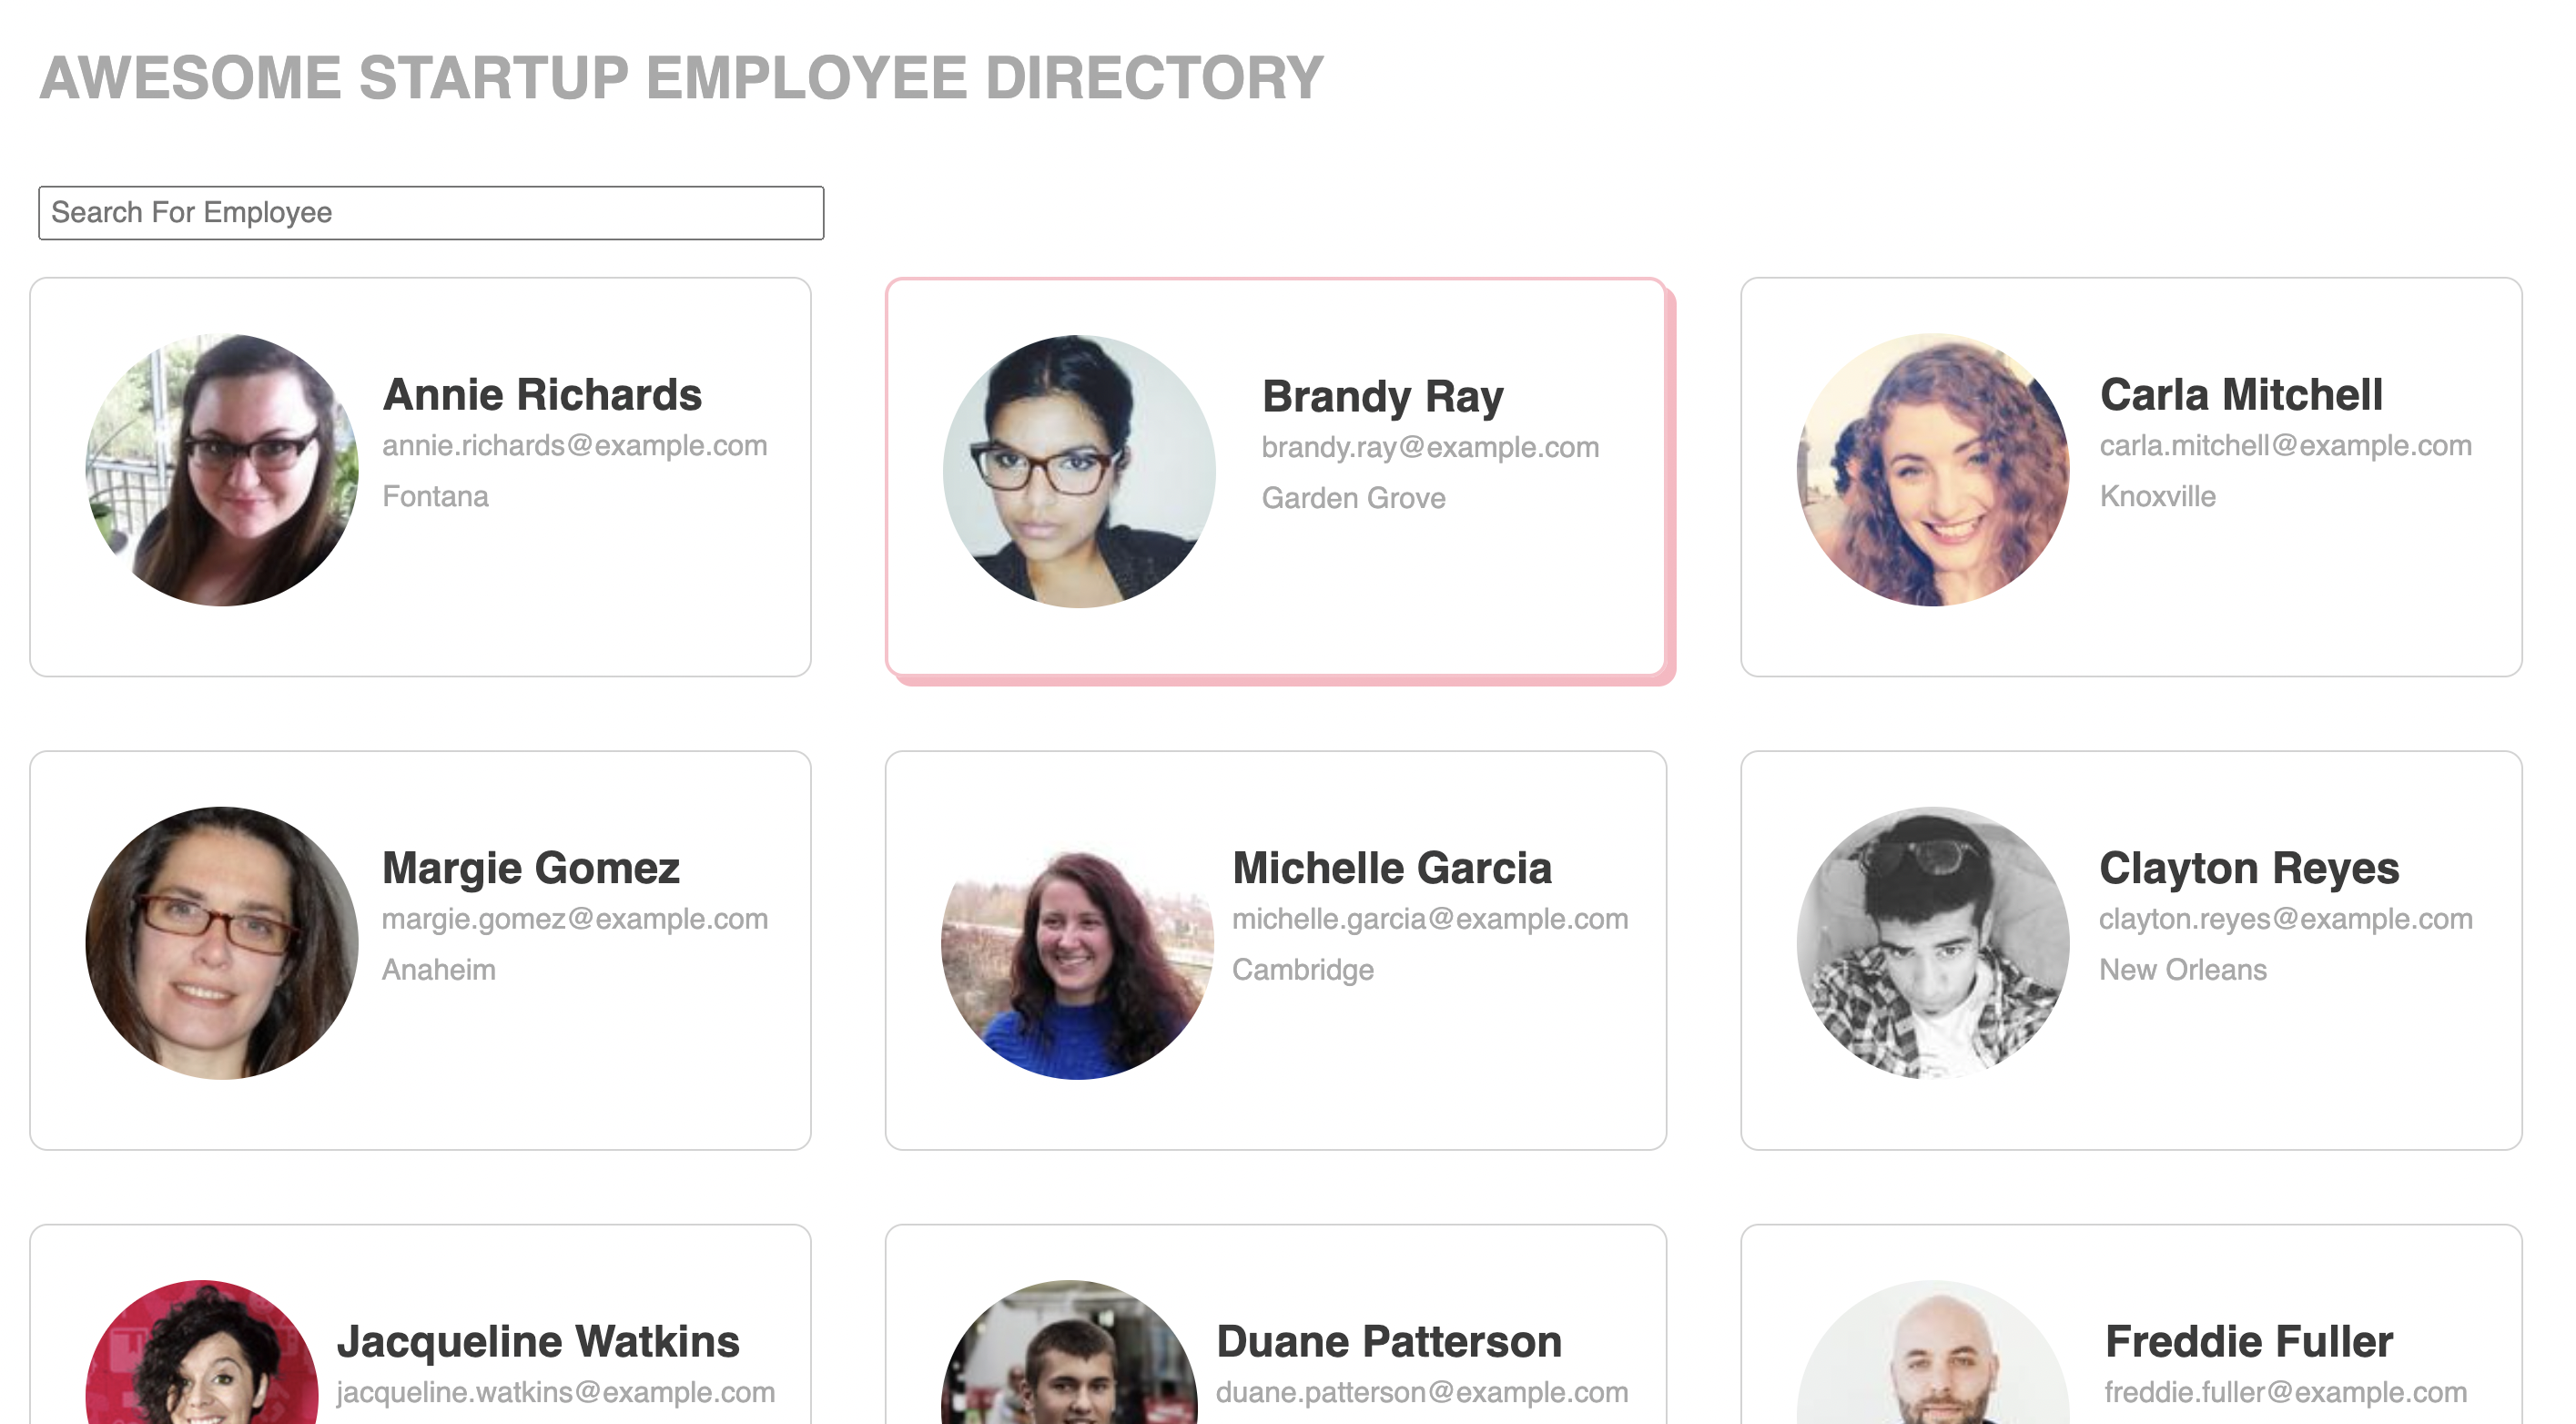 AWESOME STARTUP EMPLOYEE DIRECTORY
Search For Employee
Annie Richards
annie.richards@example.com
Fontana
Brandy Ray
brandy.ray@example.com
Garden Grove
Carla Mitchell
carla.mitchell@example.com
Knoxville
Margie Gomez
margie.gomez@example.com
Anaheim
Michelle Garcia
michelle.garcia@example.com
Cambridge
Clayton Reyes
clayton.reyes@example.com
New Orleans
Jacqueline Watkins
jacqueline.watkins@example.com
Duane Patterson
duane.patterson@example.com
Freddie Fuller
freddie.fuller@example.com